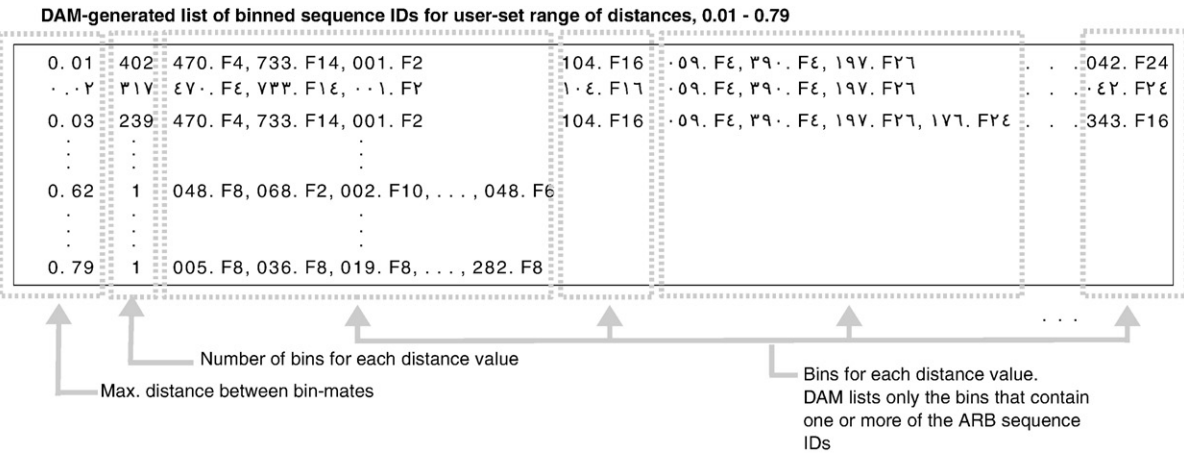 DAM-generated list of binned sequence IDs for user-set range of distances, 0.01 - 0.79
0. 01 402 470. F4, 733. F14, 001. F2 104. F16 ٠٥٩. F٤, ٣٩٠. F٤, ١٩٧. F٢٦ . . . 042. F24
٠. ٠٢ ٣١٧ ٤٧٠. F٤, ٧٣٣. F١٤, ٠٠١. F٢ ١٠٤. F١٦ ٠٥٩. F٤, ٣٩٠. F٤, ١٩٧. F٢٦ . . . ٠٤٢. F٢٤
0. 03 239 470. F4, 733. F14, 001. F2 104. F16 ٠٥٩. F٤, ٣٩٠. F٤, ١٩٧. F٢٦, ١٧٦. F٢٤ . . . 343. F16
0. 62 1 048. F8, 068. F2, 002. F10, . . . , 048. F6
0. 79 1 005. F8, 036. F8, 019. F8, . . . , 282. F8
. . .
Number of bins for each distance value
Max. distance between bin-mates
Bins for each distance value.
DAM lists only the bins that contain
one or more of the ARB sequence
IDs